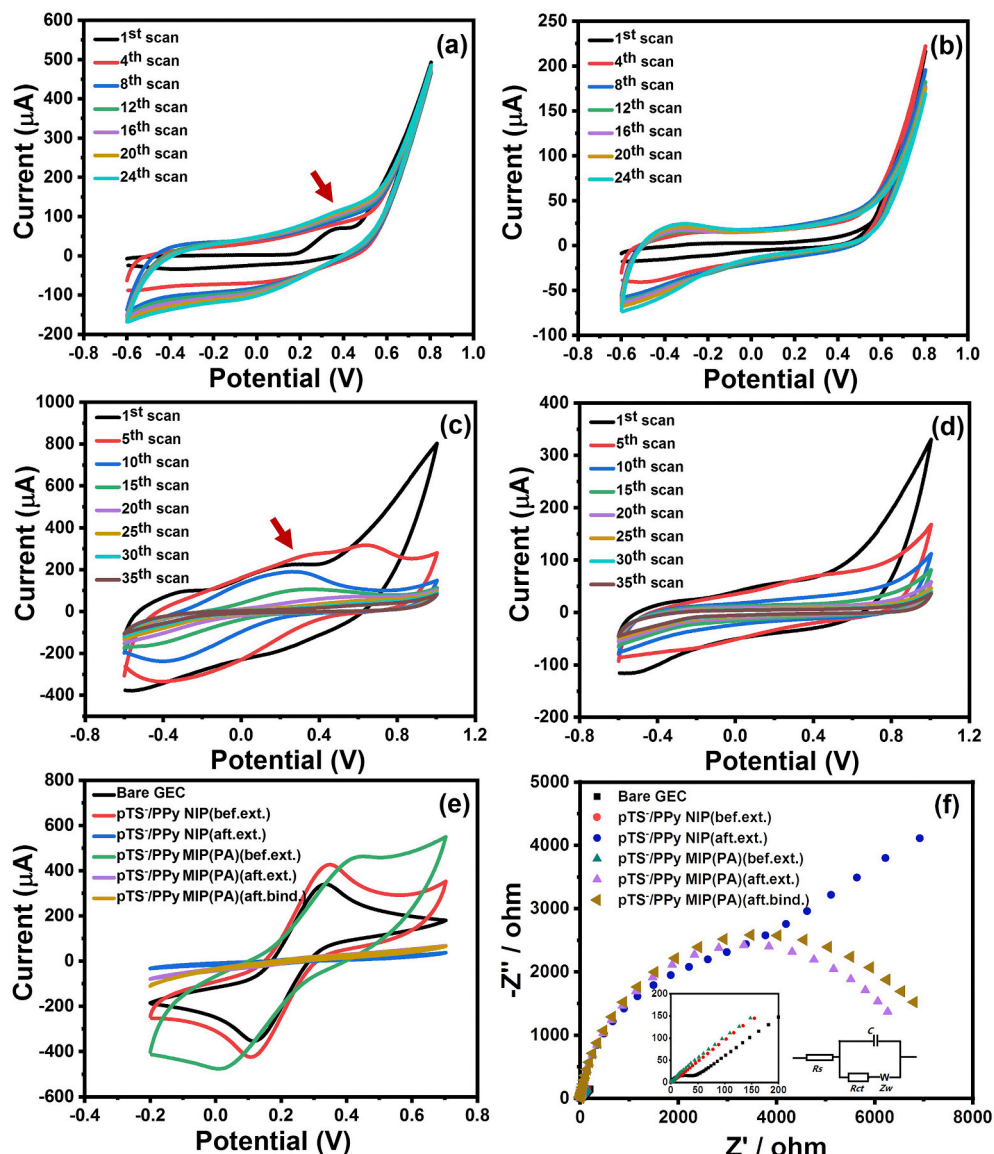 (a)
1st scan
4th scan
8th scan
12th scan
16th scan
20th scan
24th scan
Current (μA)
600
500
400
300
200
100
0
-100
-200
-0.8 -0.6 -0.4 -0.2 0.0 0.2 0.4 0.6 0.8 1.0
Potential (V)
(b)
1st scan
4th scan
8th scan
12th scan
16th scan
20th scan
24th scan
Current (μA)
250
200
150
100
50
0
-50
-100
-0.8 -0.6 -0.4 -0.2 0.0 0.2 0.4 0.6 0.8 1.0
Potential (V)
(c)
1st scan
5th scan
10th scan
15th scan
20th scan
25th scan
30th scan
35th scan
Current (μA)
1000
800
600
400
200
0
-200
-400
-0.8 -0.4 0.0 0.4 0.8 1.2
Potential (V)
(d)
1st scan
5th scan
10th scan
15th scan
20th scan
25th scan
30th scan
35th scan
Current (μA)
400
300
200
100
0
-100
-200
-0.8 -0.4 0.0 0.4 0.8 1.2
Potential (V)
(e)
Bare GEC
pTS-/PPy NIP(bef.ext.)
pTS-/PPy NIP(aft.ext.)
pTS-/PPy MIP(PA)(bef.ext.)
pTS-/PPy MIP(PA)(aft.ext.)
pTS-/PPy MIP(PA)(aft.bind.)
Current (μA)
800
600
400
200
0
-200
-400
-600
-0.4 -0.2 0.0 0.2 0.4 0.6 0.8
Potential (V)
(f)
Bare GEC
pTS-/PPy NIP(bef.ext.)
pTS-/PPy NIP(aft.ext.)
pTS-/PPy MIP(PA)(bef.ext.)
pTS-/PPy MIP(PA)(aft.ext.)
pTS-/PPy MIP(PA)(aft.bind.)
-Z'' / ohm
5000
4000
3000
2000
1000
0
200
150
100
50
0
0 50 100 150 200
Rs
C
Rct
W
Zw
0 2000 4000 6000 8000
Z' / ohm